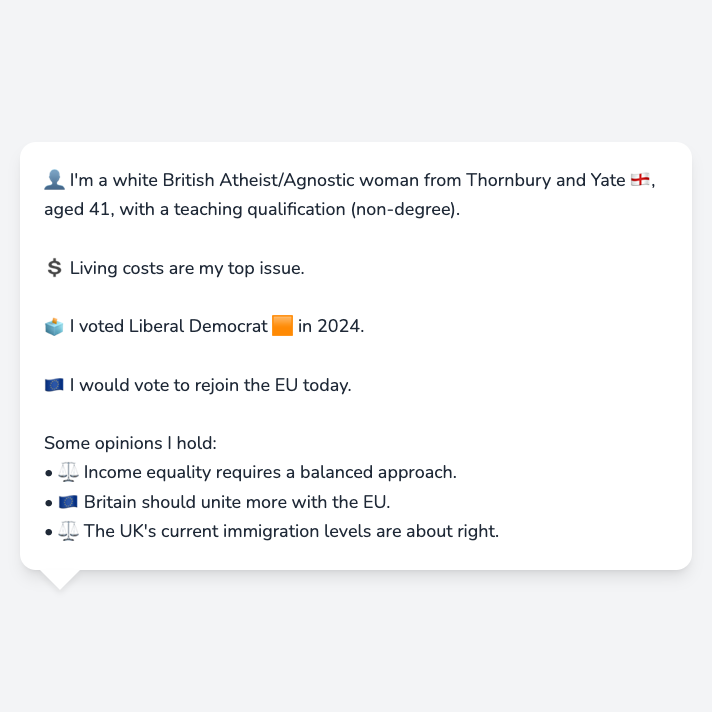 👤 I'm a white British Atheist/Agnostic woman from Thornbury and Yate 🏴󠁧󠁢󠁥󠁮󠁧󠁿,
aged 41, with a teaching qualification (non-degree).
💲 Living costs are my top issue.
🗳️ I voted Liberal Democrat 🟧 in 2024.
🇪🇺 I would vote to rejoin the EU today.
Some opinions I hold:
• ⚖️ Income equality requires a balanced approach.
• 🇪🇺 Britain should unite more with the EU.
• ⚖️ The UK's current immigration levels are about right.